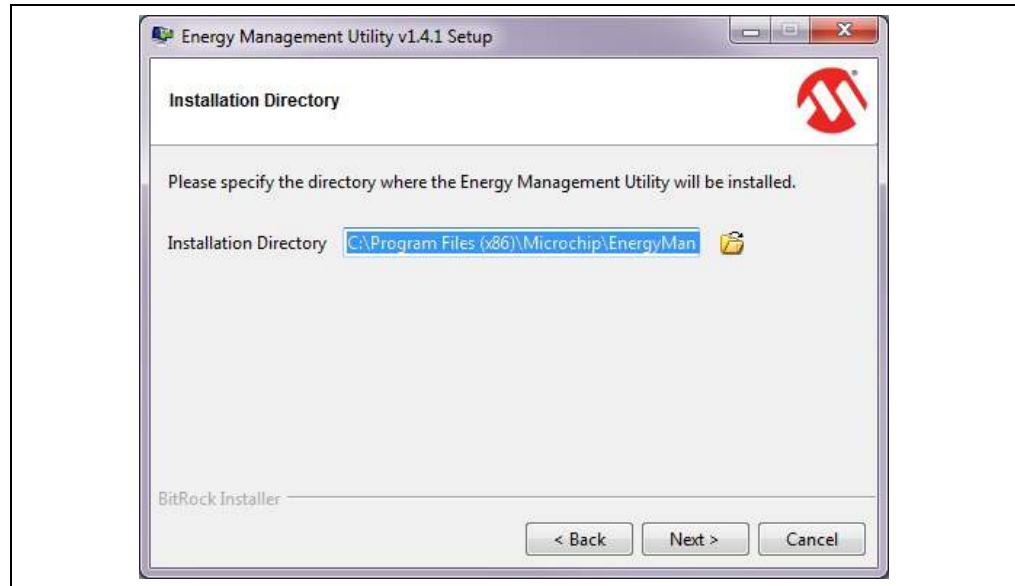 Energy Management Utility v1.4.1 Setup
Installation Directory
Please specify the directory where the Energy Management Utility will be installed.
Installation Directory C:\Program Files (x86)\Microchip\EnergyMan
BitRock Installer
< Back Next > Cancel